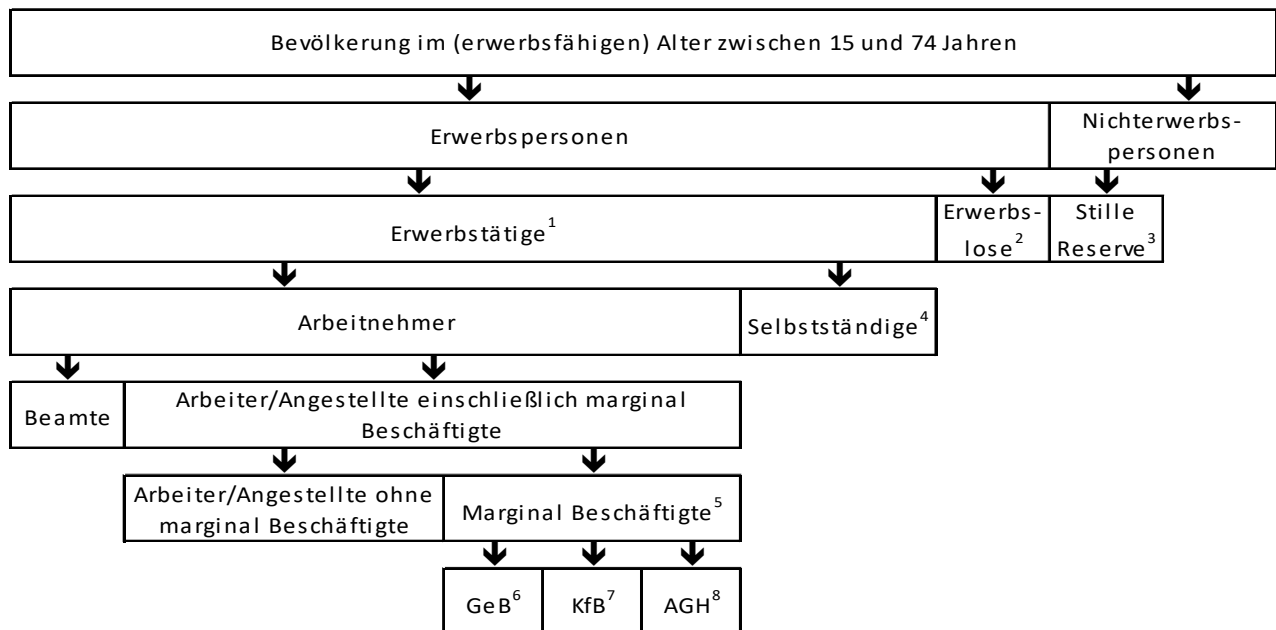 Bevölkerung im (erwerbsfähigen) Alter zwischen 15 und 74 Jahren
Erwerbspersonen
Nichterwerbs-
personen
Erwerbstätige¹
Erwerbs-
lose²
Stille
Reserve³
Arbeitnehmer
Selbstständige⁴
Beamte
Arbeiter/Angestellte einschließlich marginal
Beschäftigte
Arbeiter/Angestellte ohne
marginal Beschäftigte
Marginal Beschäftigte⁵
GeB⁶
KfB⁷
AGH⁸